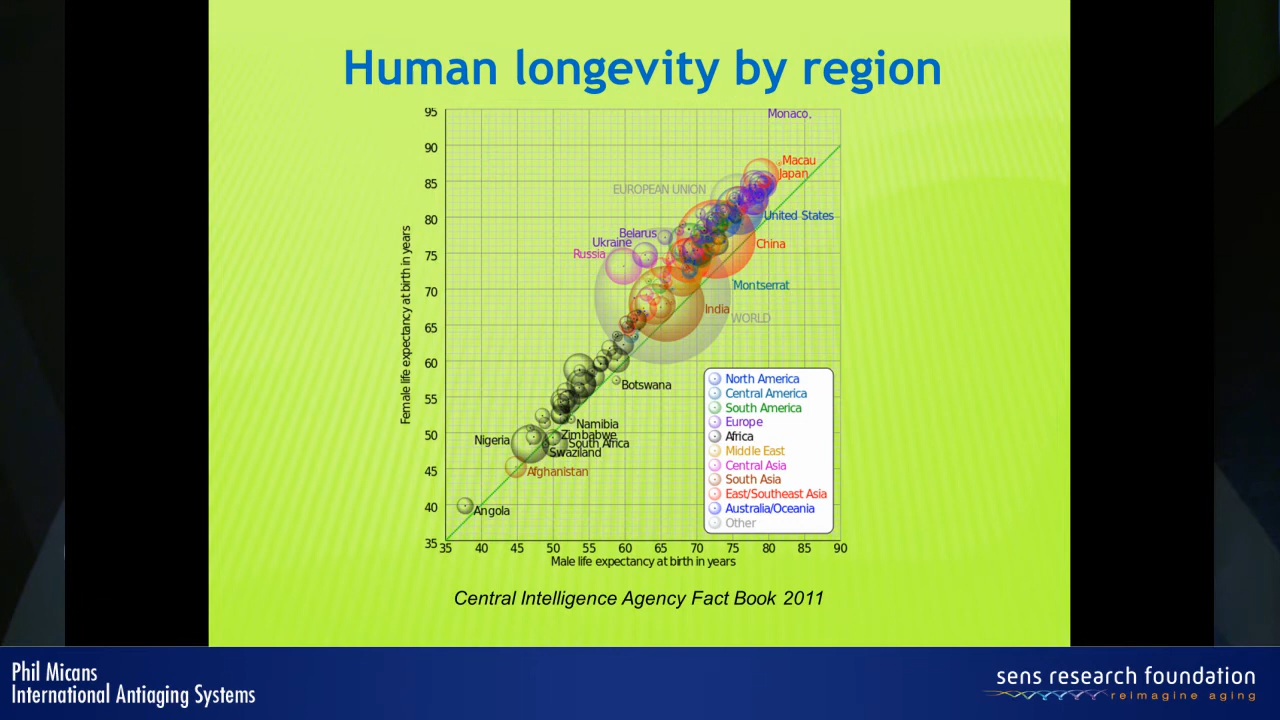 Human longevity by region
95
90
85
80
75
70
65
60
55
50
45
40
35
Female life expectancy at birth in years
Monaco
Macau
Japan
EUROPEAN UNION
United States
Belarus
Ukraine
Russia
China
Montserrat
India
WORLD
Botswana
Namibia
Zimbabwe
South Africa
Nigeria
Swaziland
Afghanistan
Angola
North America
Central America
South America
Europe
Africa
Middle East
Central Asia
South Asia
East/Southeast Asia
Australia/Oceania
Other
35 40 45 50 55 60 65 70 75 80 85 90
Male life expectancy at birth in years
Central Intelligence Agency Fact Book 2011
Phil Micans
International Antiaging Systems
sens research foundation
reimagine aging